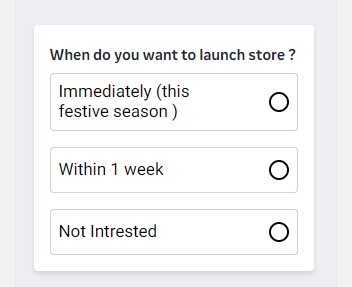 When do you want to launch store ?
Immediately (this
festive season )
Within 1 week
Not Intrested